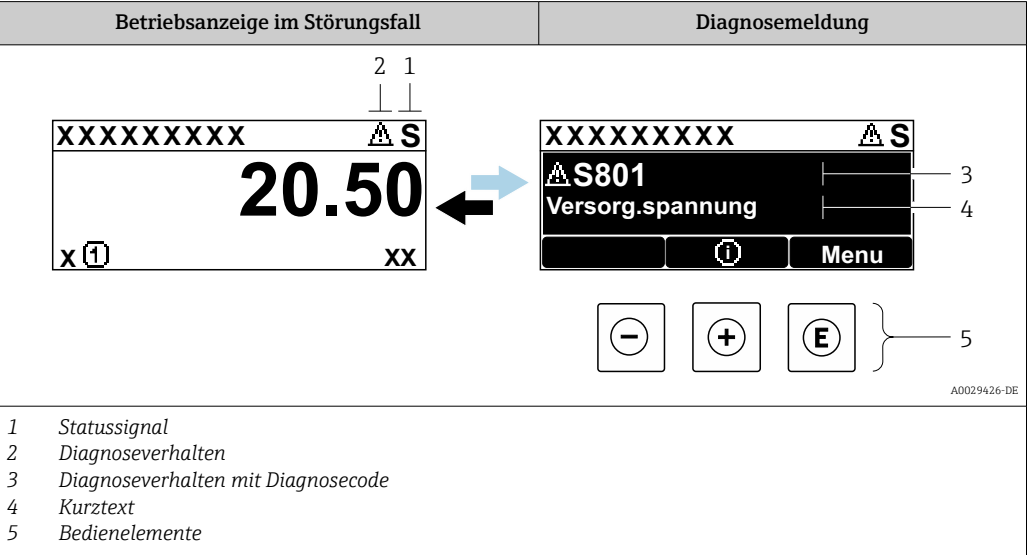 Betriebsanzeige im Störungsfall
Diagnosemeldung
2 1
XXXXXXXXX ⚠ S
20.50
x ① xx
XXXXXXXXX ⚠ S
⚠S801
3
Versorg.spannung
4
ⓘ Menu
− + E
5
A0029426-DE
1 Statussignal
2 Diagnoseverhalten
3 Diagnoseverhalten mit Diagnosecode
4 Kurztext
5 Bedienelemente